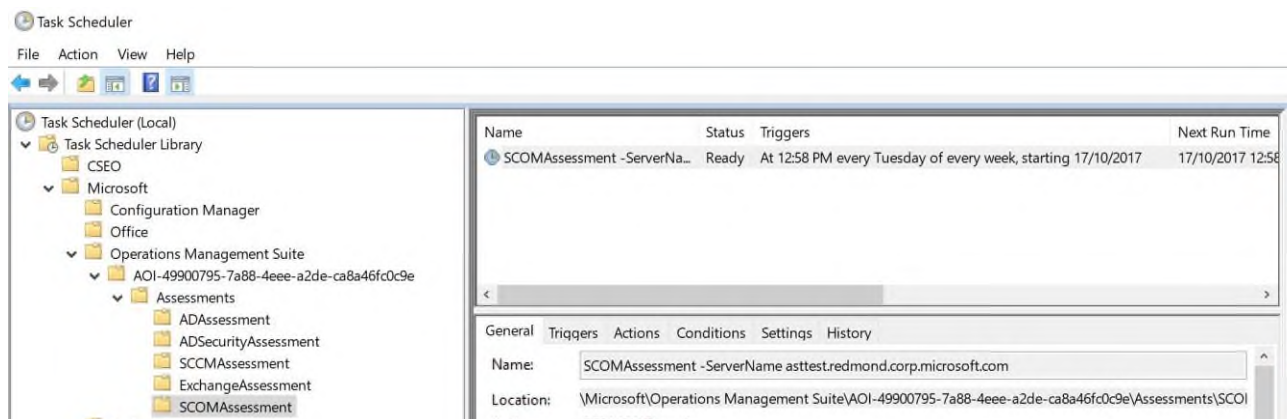 Task Scheduler
File Action View Help
Task Scheduler (Local)
Task Scheduler Library
CSEO
Microsoft
Configuration Manager
Office
Operations Management Suite
AOI-49900795-7a88-4eee-a2de-ca8a46fc0c9e
Assessments
ADAssessment
ADSecurityAssessment
SCCMAssessment
ExchangeAssessment
SCOMAssessment
Name Status Triggers Next Run Time
SCOMAssessment -ServerNa... Ready At 12:58 PM every Tuesday of every week, starting 17/10/2017 17/10/2017 12:58
General Triggers Actions Conditions Settings History
Name: SCOMAssessment -ServerName asttest.redmond.corp.microsoft.com
Location: \Microsoft\Operations Management Suite\AOI-49900795-7a88-4eee-a2de-ca8a46fc0c9e\Assessments\SCOI